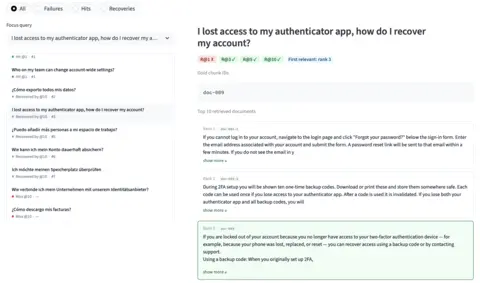 All
Failures
Hits
Recoveries
Focus query
I lost access to my authenticator app, how do I recover my a...
Who on my team can change account-wide settings?
¿Cómo exporto todos mis datos?
I lost access to my authenticator app, how do I recover my account?
¿Puedo añadir más personas a mi espacio de trabajo?
Wie kann ich mein Konto dauerhaft löschen?
Ich möchte meinen Speicherplatz überprüfen
Wie verbinde ich mein Unternehmen mit unserem Identitätsanbieter?
¿Cómo descargo mis facturas?
I lost access to my authenticator app, how do I recover
my account?
First relevant: rank 3
Gold chunk IDs
Top 10 retrieved documents
If you cannot log in to your account, navigate to the login page and click "Forgot your password?" below the sign-in form. Enter
the email address associated with your account and submit the form. A password reset link will be sent to that email within a
few minutes. If you do not see the email in y
show more
During 2FA setup you will be shown ten one-time backup codes. Download or print these and store them somewhere safe. Each
code can be used once if you lose access to your authenticator app. After a code is used it is invalidated. If you lose both your
authenticator app and all backup codes, you will
show more
If you are locked out of your account because you no longer have access to your two-factor authentication device — for
example, because your phone was lost, replaced, or reset — you can recover access using a backup code or by contacting
support.
Using a backup code: When you originally set up 2FA,
show more